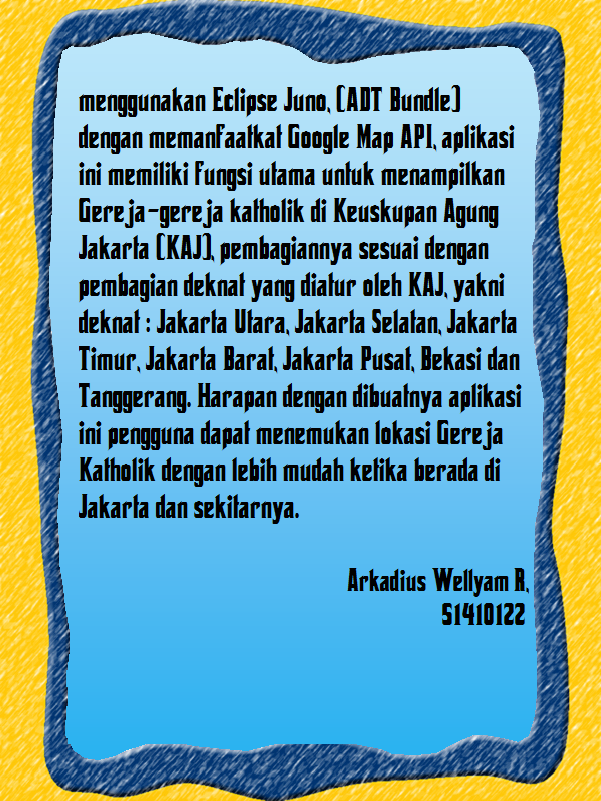 menggunakan Eclipse Juno, (ADT Bundle)
dengan memanfaatkat Google Map API, aplikasi
ini memiliki fungsi utama untuk menampilkan
Gereja-gereja katholik di Keuskupan Agung
Jakarta (KAJ), pembagiannya sesuai dengan
pembagian deknat yang diatur oleh KAJ, yakni
deknat : Jakarta Utara, Jakarta Selatan, Jakarta
Timur, Jakarta Barat, Jakarta Pusat, Bekasi dan
Tanggerang. Harapan dengan dibuatnya aplikasi
ini pengguna dapat menemukan lokasi Gereja
Katholik dengan lebih mudah ketika berada di
Jakarta dan sekitarnya.
Arkadius Wellyam R,
51410122